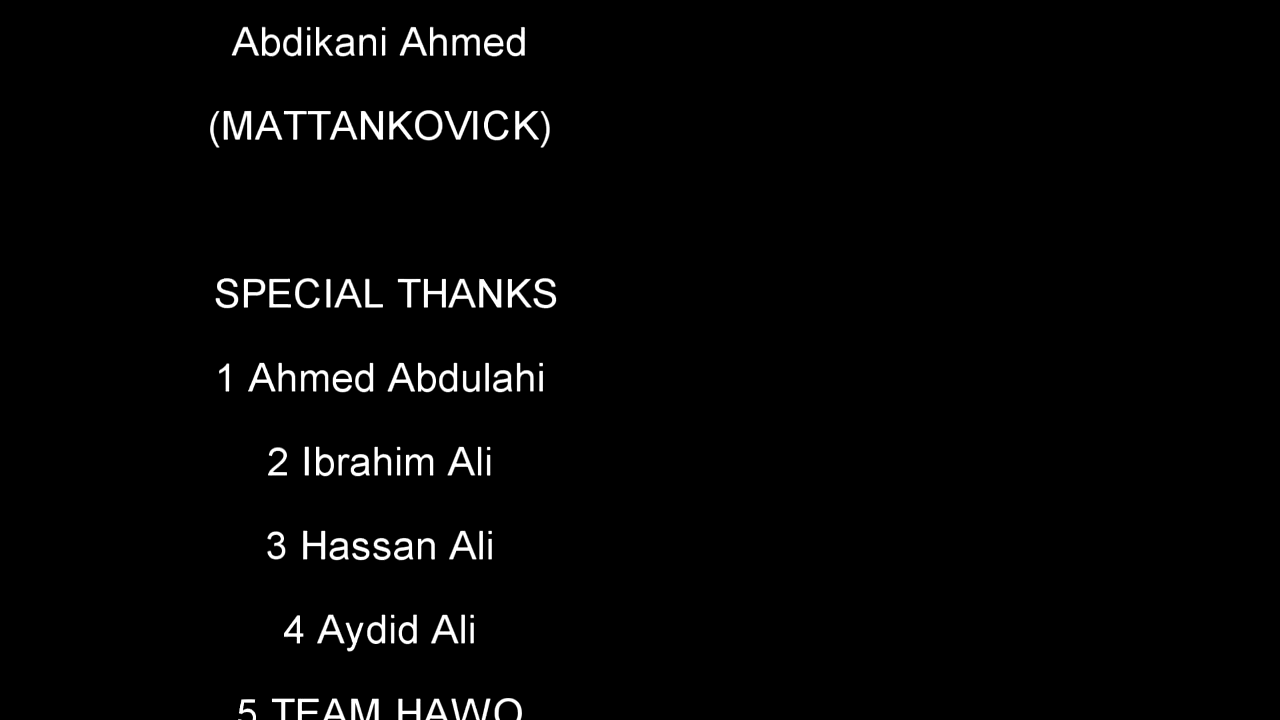 Abdikani Ahmed
(MATTANKOVICK)
SPECIAL THANKS
1 Ahmed Abdulahi
2 Ibrahim Ali
3 Hassan Ali
4 Aydid Ali
5 TEAM HAWO